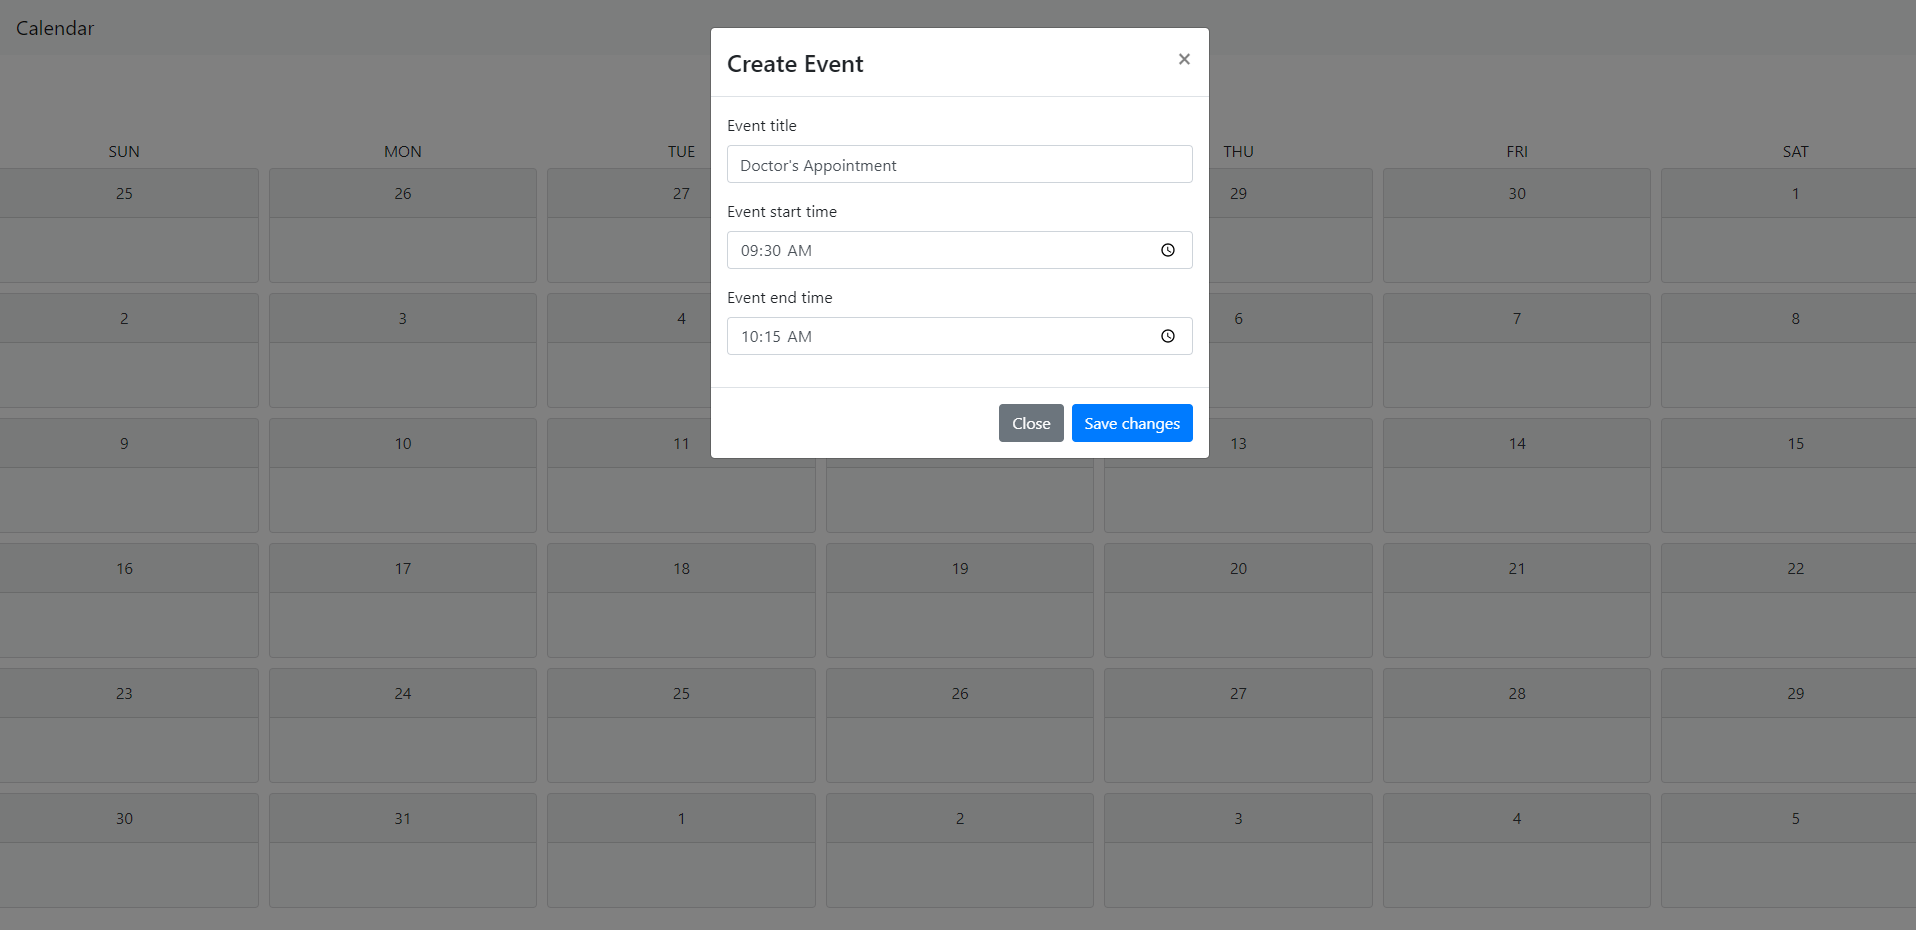 Calendar
Create Event
×
Event title
Doctor's Appointment
Event start time
09:30 AM
Event end time
10:15 AM
Close Save changes
SUN MON TUE THU FRI SAT
25 26 27 29 30 1
2 3 4 6 7 8
9 10 11 13 14 15
16 17 18 19 20 21 22
23 24 25 26 27 28 29
30 31 1 2 3 4 5